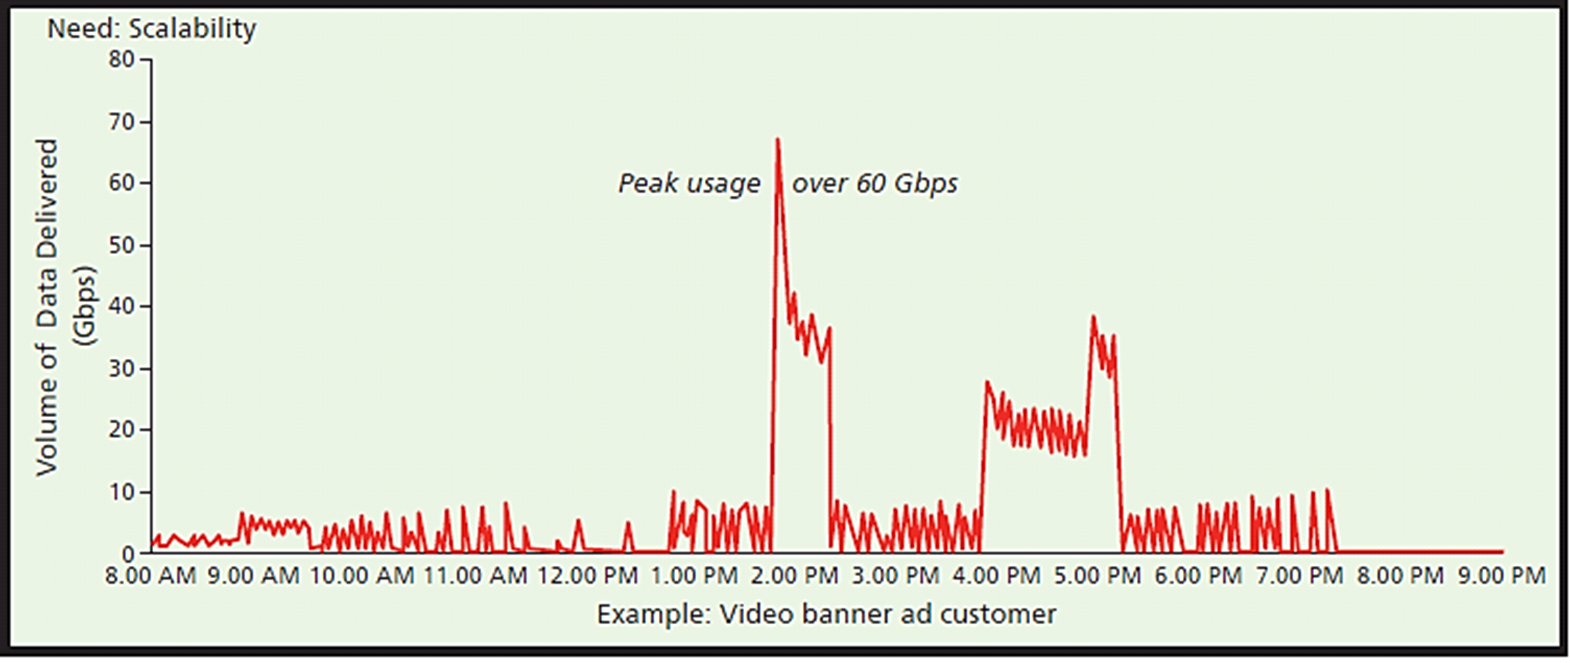 Need: Scalability
80
70
60
50
40
30
20
10
0
Volume of Data Delivered
(Gbps)
Peak usage over 60 Gbps
8.00 AM 9.00 AM 10.00 AM 11.00 AM 12.00 PM 1.00 PM 2.00 PM 3.00 PM 4.00 PM 5.00 PM 6.00 PM 7.00 PM 8.00 PM 9.00 PM
Example: Video banner ad customer